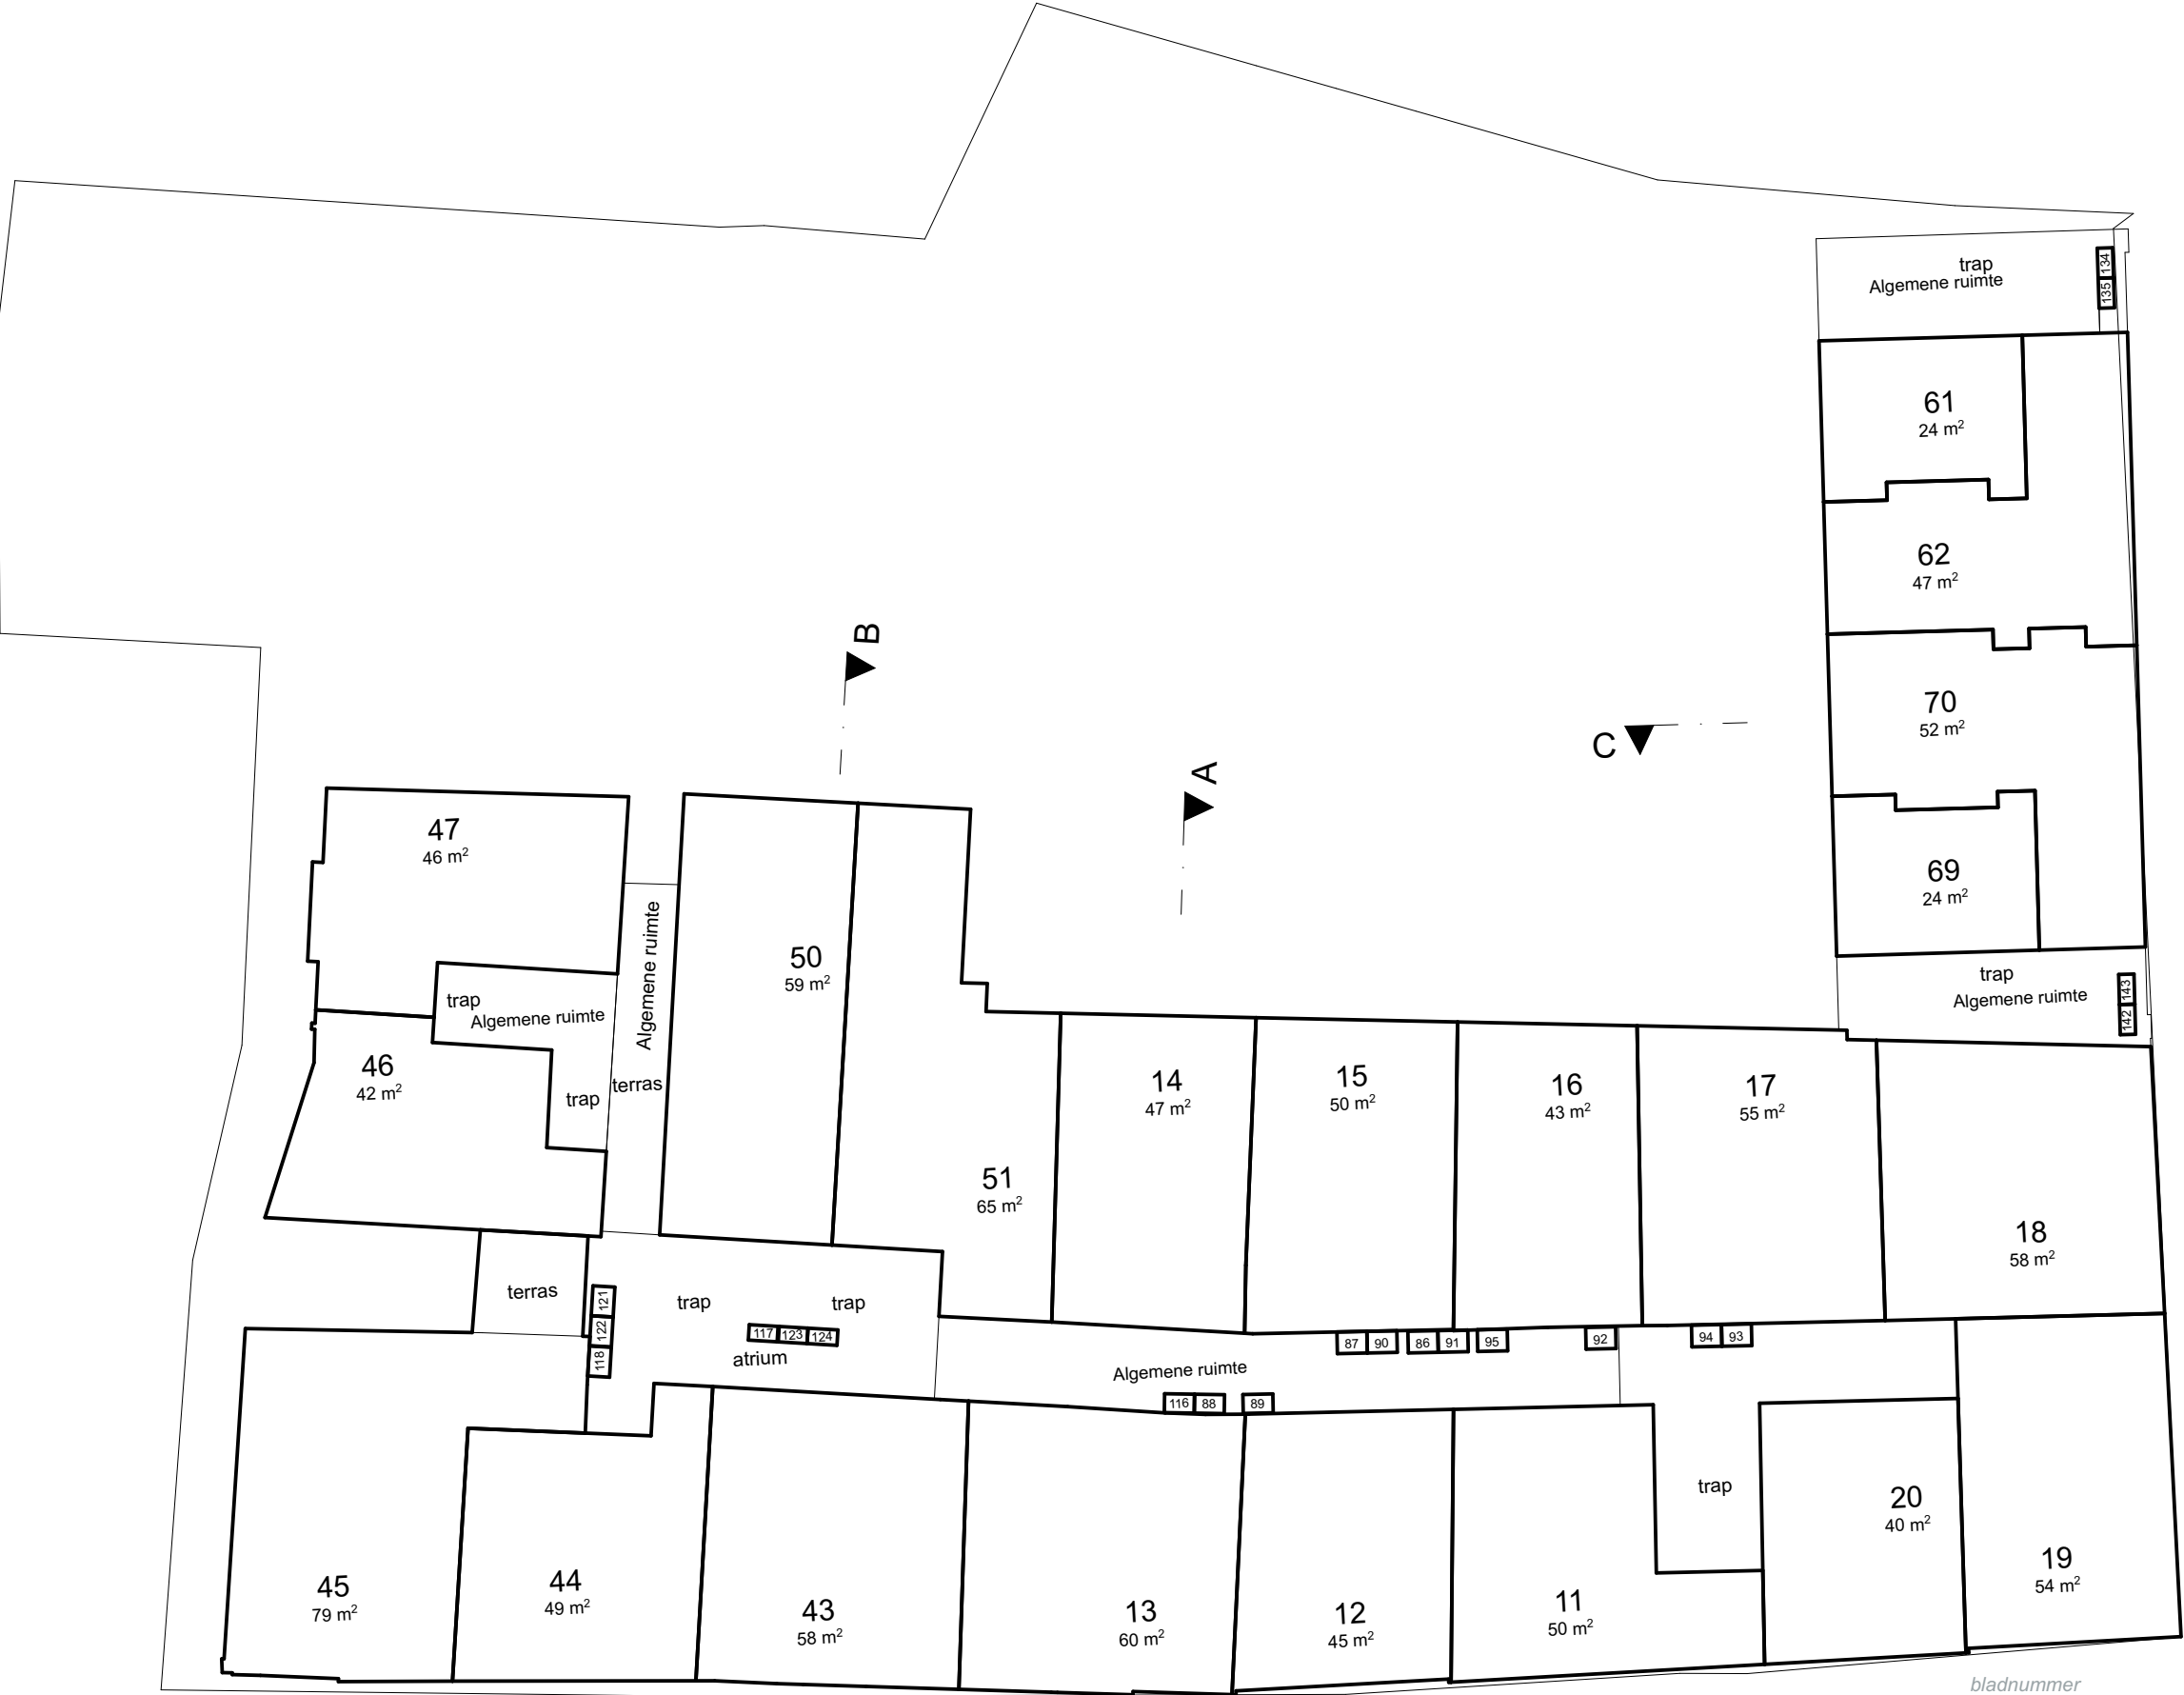 trap
Algemene ruimte
134
135
61
24 m²
62
47 m²
B
70
52 m²
C
A
47
46 m²
69
24 m²
50
59 m²
Algemene ruimte
trap
Algemene ruimte
trap
Algemene ruimte
143
142
46
42 m²
trap
terras
14
47 m²
15
50 m²
16
43 m²
17
55 m²
51
65 m²
18
58 m²
terras
121
122
118
trap
trap
117 123 124
atrium
87 90 86 91 95 92 94 93
Algemene ruimte
116 88 89
trap
20
40 m²
19
54 m²
45
79 m²
44
49 m²
43
58 m²
13
60 m²
12
45 m²
11
50 m²
bladnummer